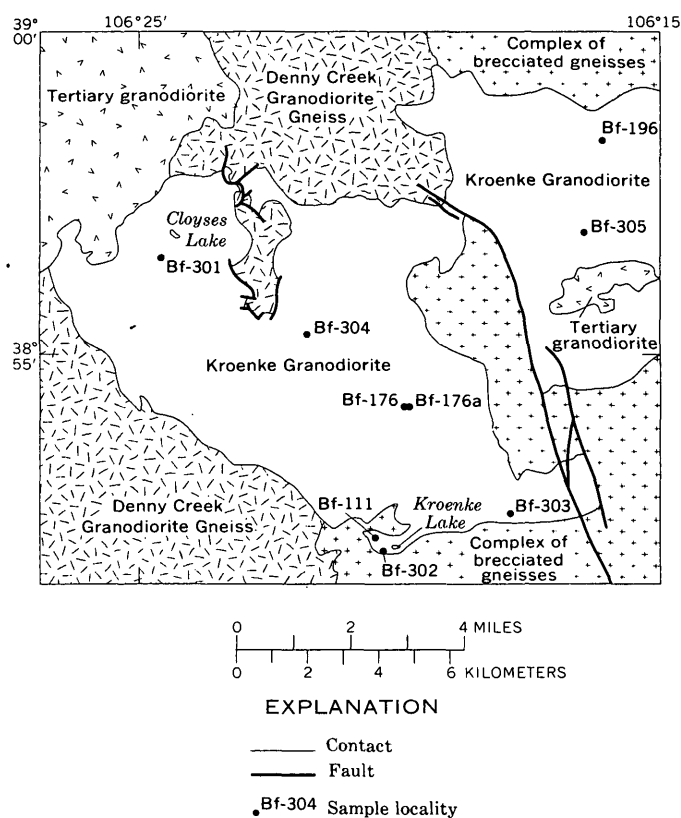 39°
00′
106°25′
106°15′
Complex of
brecciated gneisses
Denny Creek
Granodiorite
Gneiss
Tertiary granodiorite
Bf-196
Kroenke Granodiorite
Cloyses
Lake
Bf-305
Bf-301
Bf-304
Tertiary
granodiorite
38°
55′
Kroenke Granodiorite
Bf-176
Bf-176a
Denny Creek
Granodiorite Gneiss
Bf-111
Kroenke
Lake
Bf-303
Complex of
brecciated
gneisses
Bf-302
0 2 4 MILES
0 2 4 6 KILOMETERS
EXPLANATION
Contact
Fault
Bf-304 Sample locality